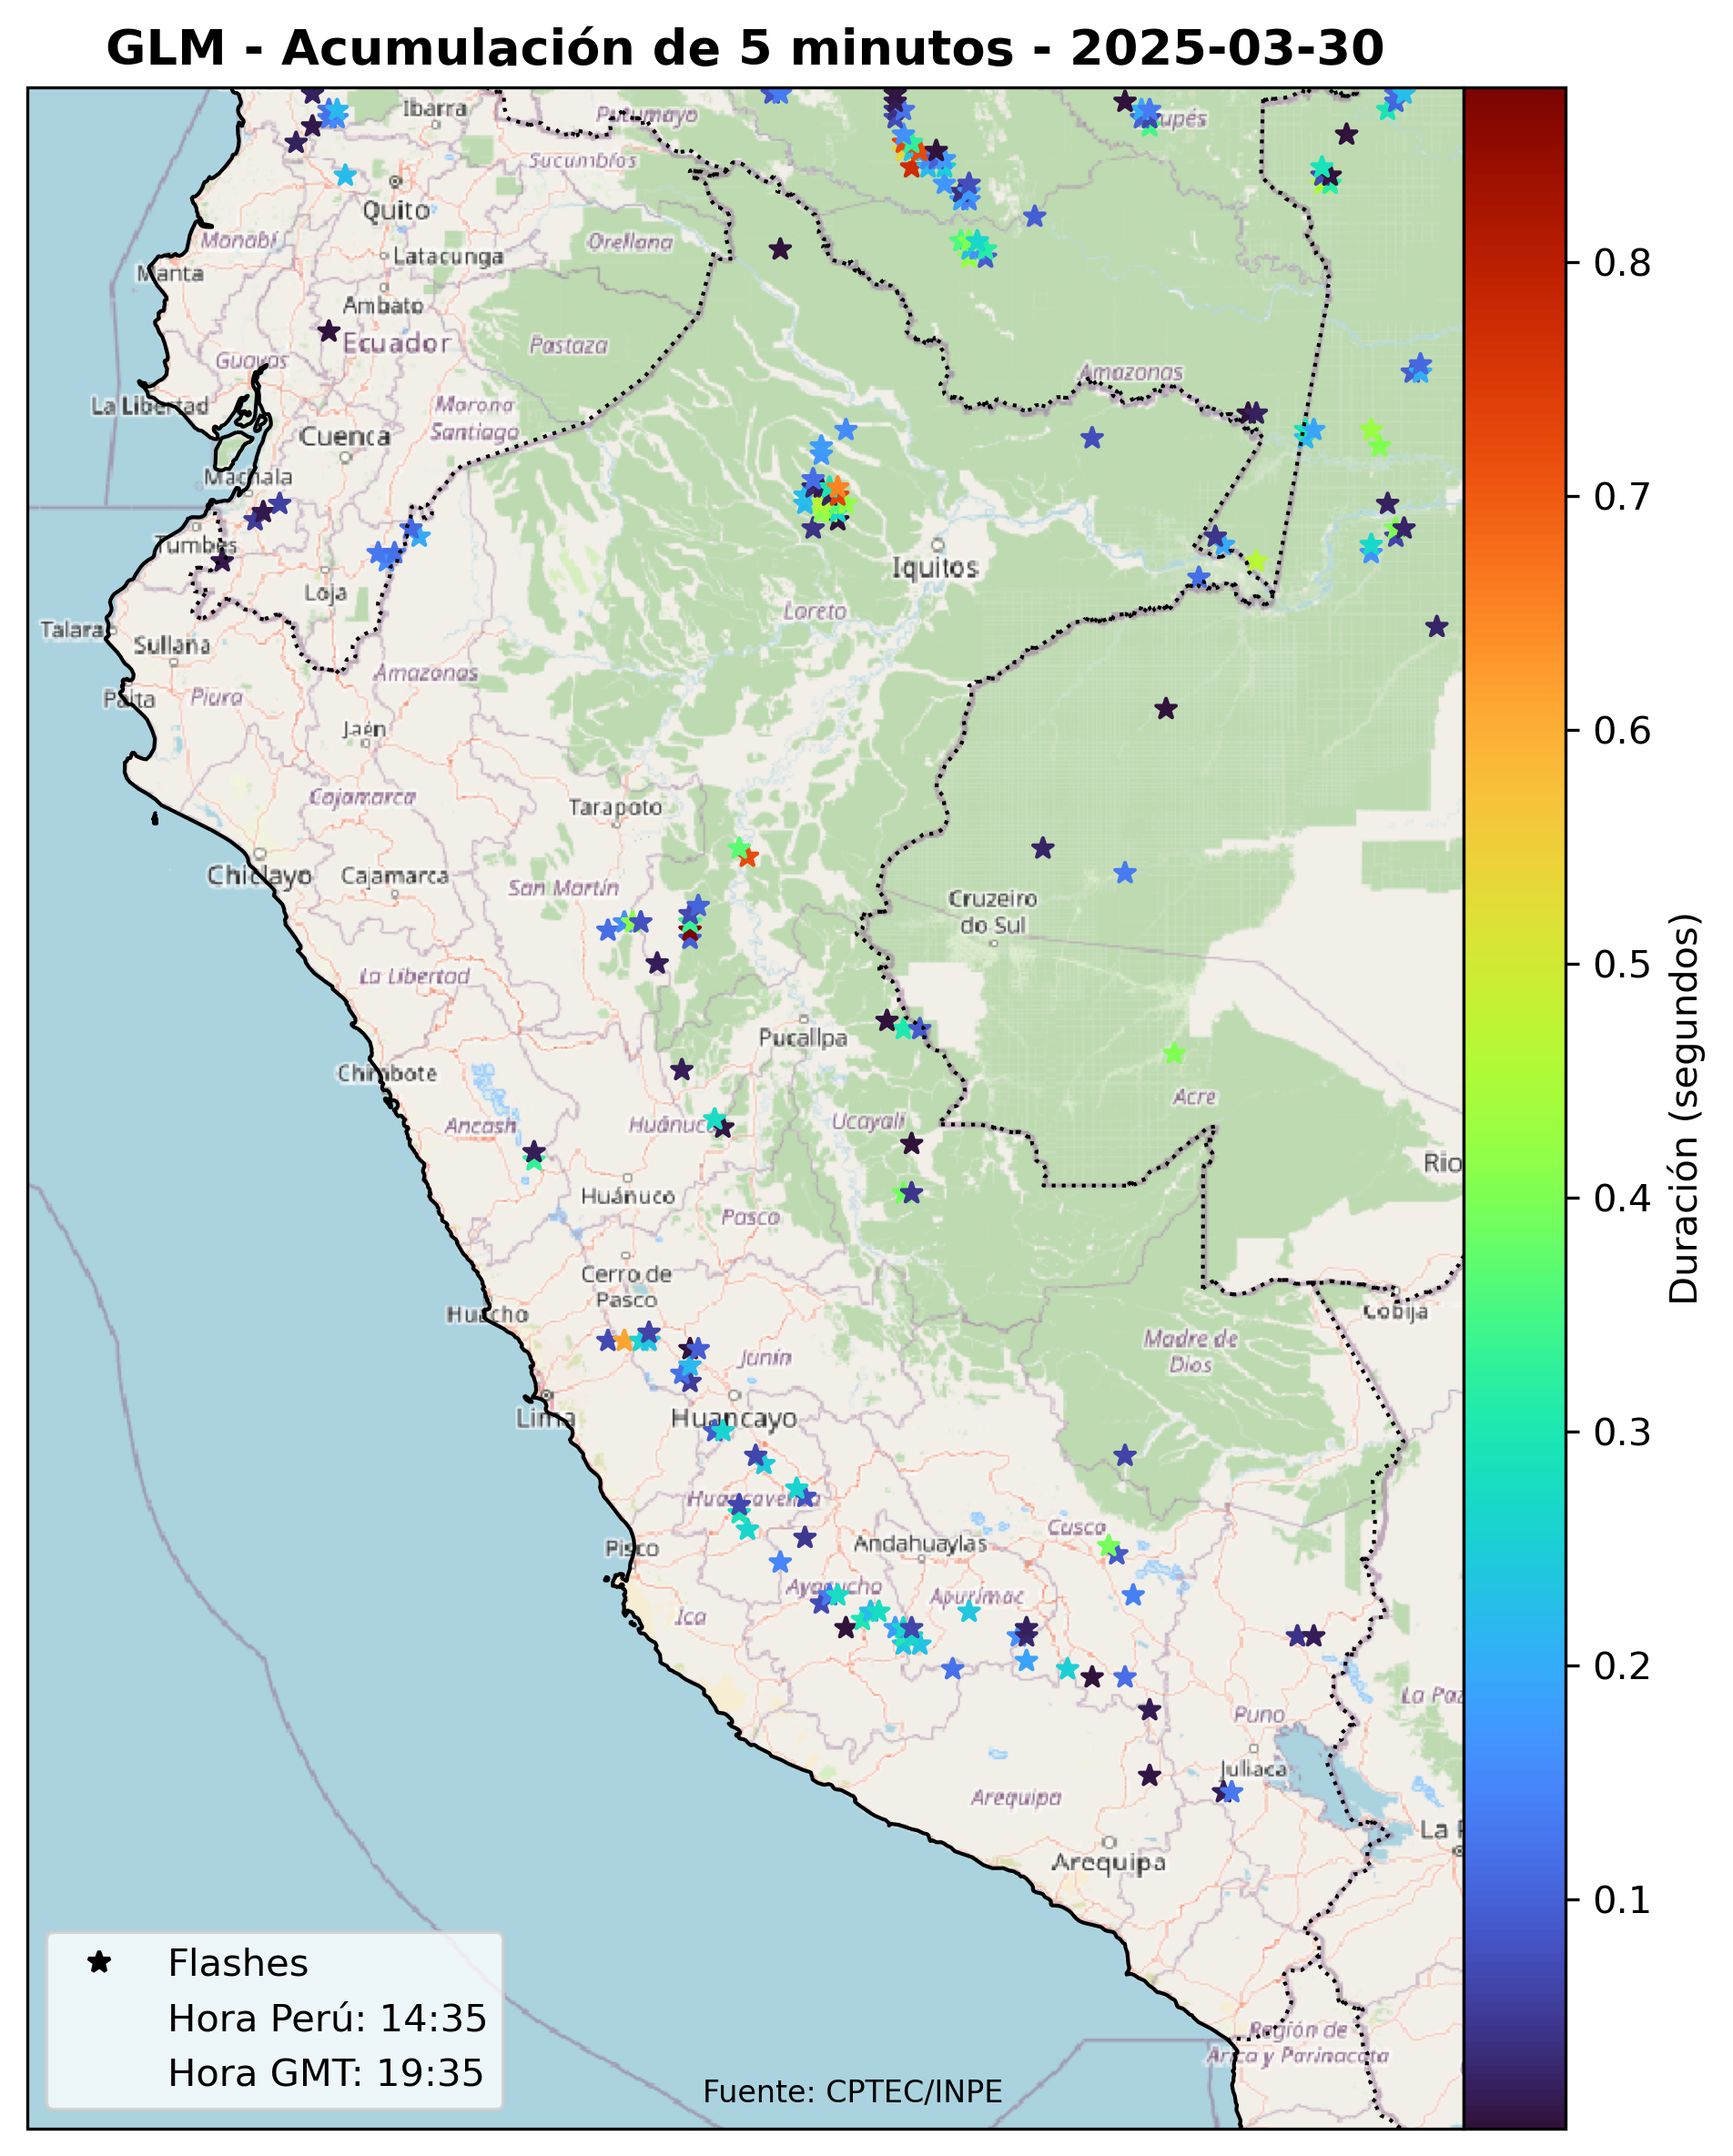 GLM - Acumulación de 5 minutos - 2025-03-30
Ibarra
Putumayo
upés
Sucumbíos
Quito
Manabí
Orellana
Latacunga
Manta
Ambato
Ecuador
Pastaza
Guayas
Amazonas
La Libertad
Morona
Santiago
Cuenca
Machala
Tumbes
Iquitos
Loja
Loreto
Talara
Sullana
Amazonas
Paita
Piura
Jaén
Cajamarca
Tarapoto
Chiclayo
Cajamarca
San Martín
Cruzeiro
do Sul
La Libertad
Pucallpa
Chimbote
Acre
Ancash
Huánuco
Ucayali
Rio
Huánuco
Pasco
Cerro de
Pasco
Huacho
Cobija
Madre de
Dios
Junín
Lima
Huancayo
Huancavelica
Cusco
Pisco
Andahuaylas
Ayacucho
Apurímac
Ica
La Paz
Puno
Juliaca
Arequipa
La P
Arequipa
Región de
Arica y Parinacota
Flashes
Hora Perú: 14:35
Hora GMT: 19:35
Fuente: CPTEC/INPE
0.8
0.7
0.6
0.5
0.4
0.3
0.2
0.1
Duración (segundos)